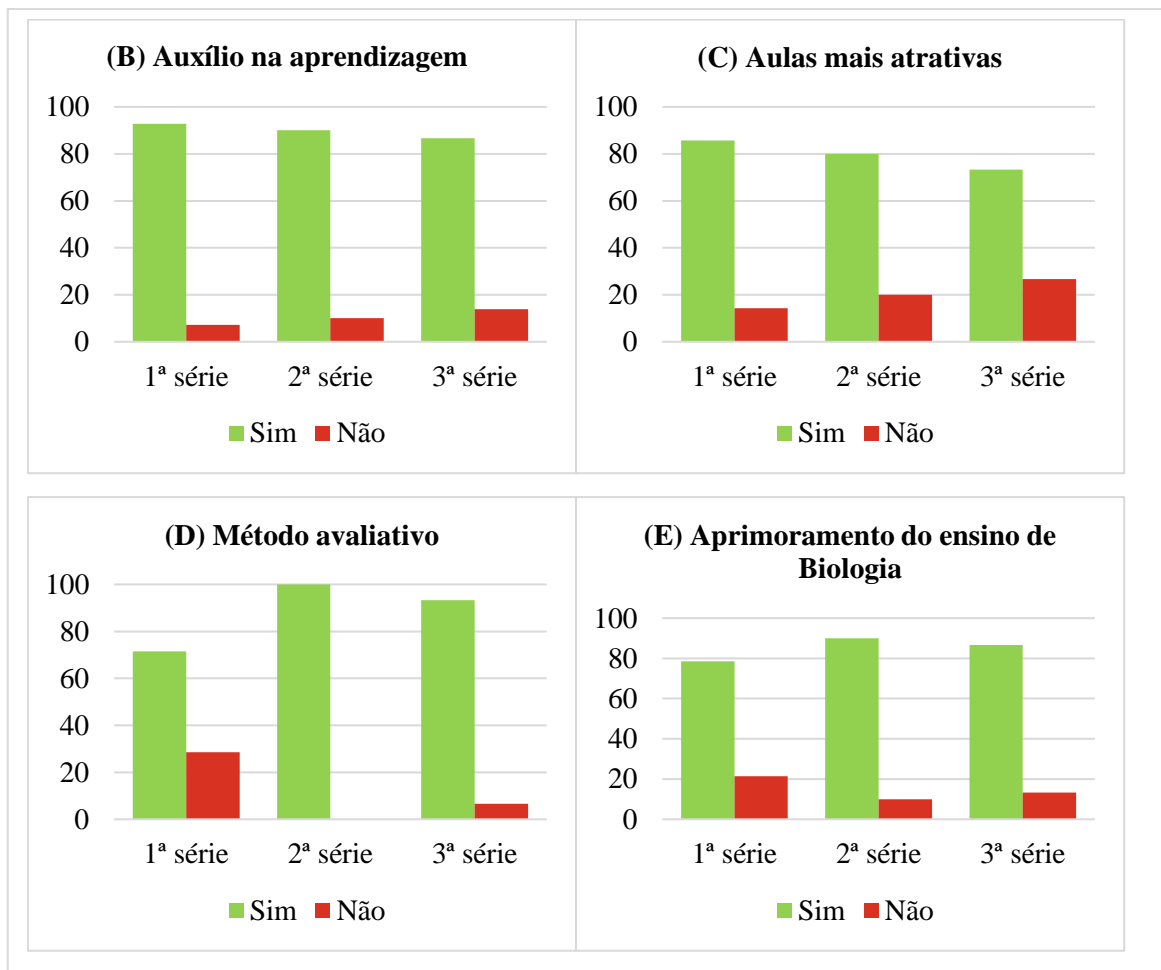 (B) Auxílio na aprendizagem
100
80
60
40
20
0
1ª série 2ª série 3ª série
Sim Não
(C) Aulas mais atrativas
100
80
60
40
20
0
1ª série 2ª série 3ª série
Sim Não
(D) Método avaliativo
100
80
60
40
20
0
1ª série 2ª série 3ª série
Sim Não
(E) Aprimoramento do ensino de
Biologia
100
80
60
40
20
0
1ª série 2ª série 3ª série
Sim Não